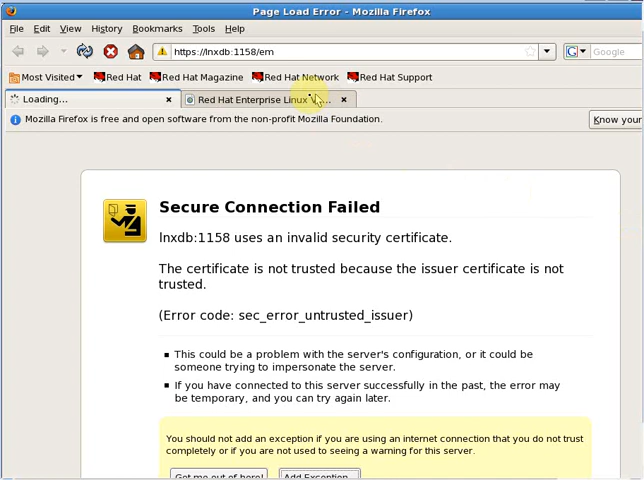 Page Load Error - Mozilla Firefox
File Edit View History Bookmarks Tools Help
https://lnxdb:1158/em
Google
Most Visited Red Hat Red Hat Magazine Red Hat Network Red Hat Support
Loading... Red Hat Enterprise Linux
Mozilla Firefox is free and open software from the non-profit Mozilla Foundation. Know your
Secure Connection Failed
lnxdb:1158 uses an invalid security certificate.
The certificate is not trusted because the issuer certificate is not
trusted.
(Error code: sec_error_untrusted_issuer)
This could be a problem with the server's configuration, or it could be
someone trying to impersonate the server.
If you have connected to this server successfully in the past, the error may
be temporary, and you can try again later.
You should not add an exception if you are using an internet connection that you do not trust
completely or if you are not used to seeing a warning for this server.
Get me out of here! Add Exception...